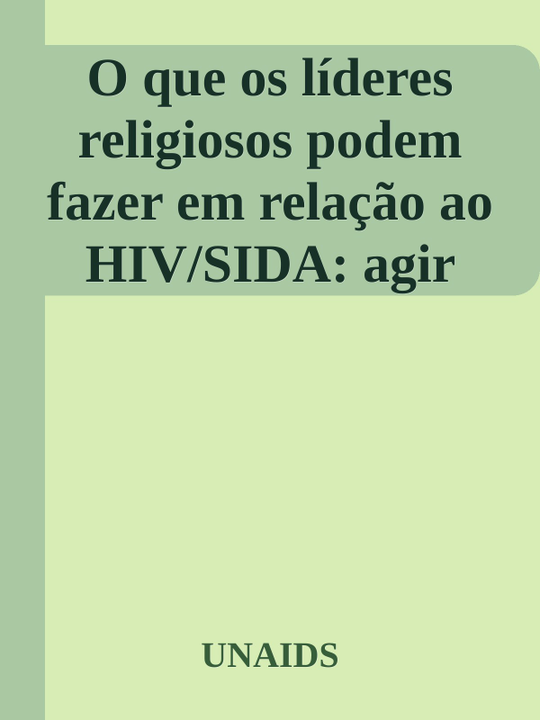 O que os líderes
religiosos podem
fazer em relação ao
HIV/SIDA: agir
UNAIDS